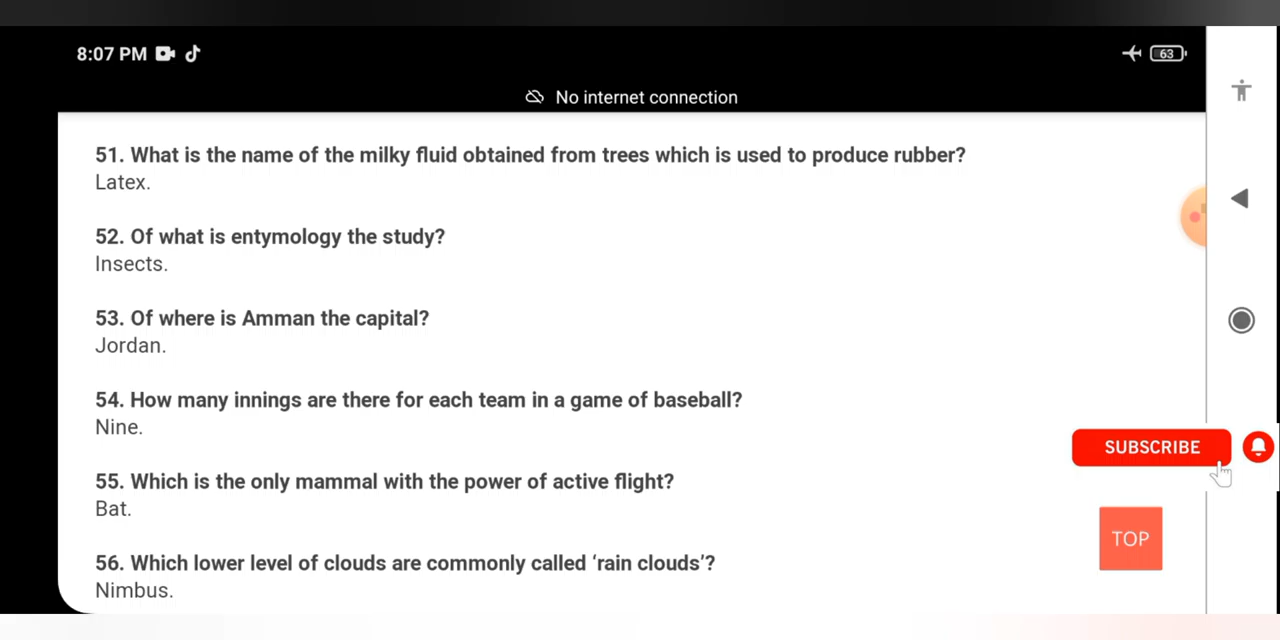 8:07 PM
63
No internet connection
51. What is the name of the milky fluid obtained from trees which is used to produce rubber?
Latex.
52. Of what is entymology the study?
Insects.
53. Of where is Amman the capital?
Jordan.
54. How many innings are there for each team in a game of baseball?
Nine.
SUBSCRIBE
55. Which is the only mammal with the power of active flight?
Bat.
TOP
56. Which lower level of clouds are commonly called ‘rain clouds’?
Nimbus.